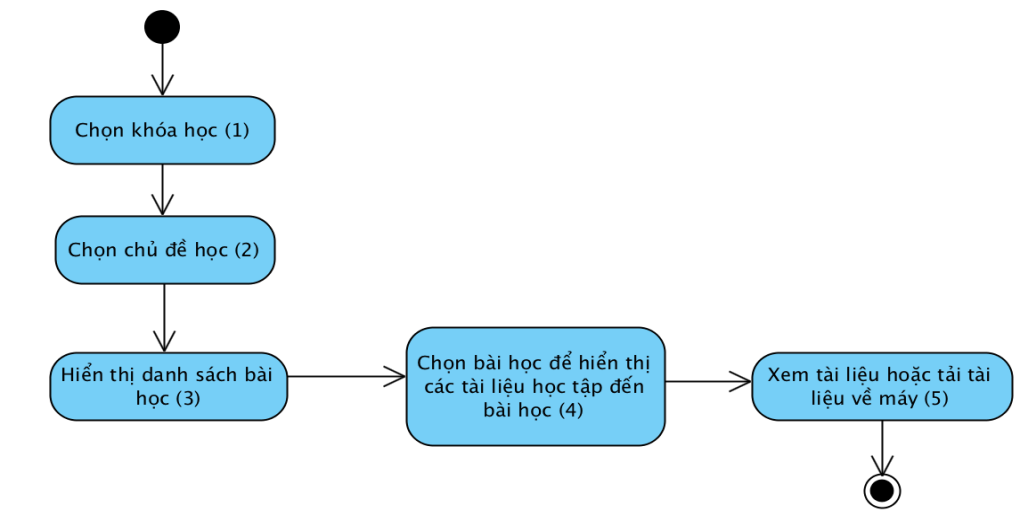 Chọn khóa học (1)
Chọn chủ đề học (2)
Hiển thị danh sách bài
học (3)
Chọn bài học để hiển thị
các tài liệu học tập đến
bài học (4)
Xem tài liệu hoặc tải tài
liệu về máy (5)